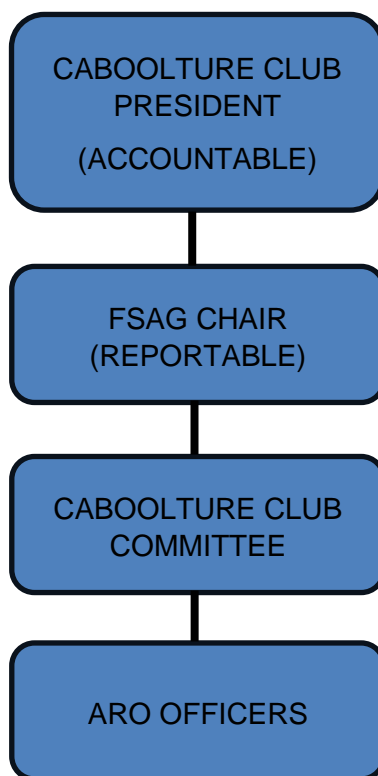 CABOOLTURE CLUB
PRESIDENT
(ACCOUNTABLE)
FSAG CHAIR
(REPORTABLE)
CABOOLTURE CLUB
COMMITTEE
ARO OFFICERS